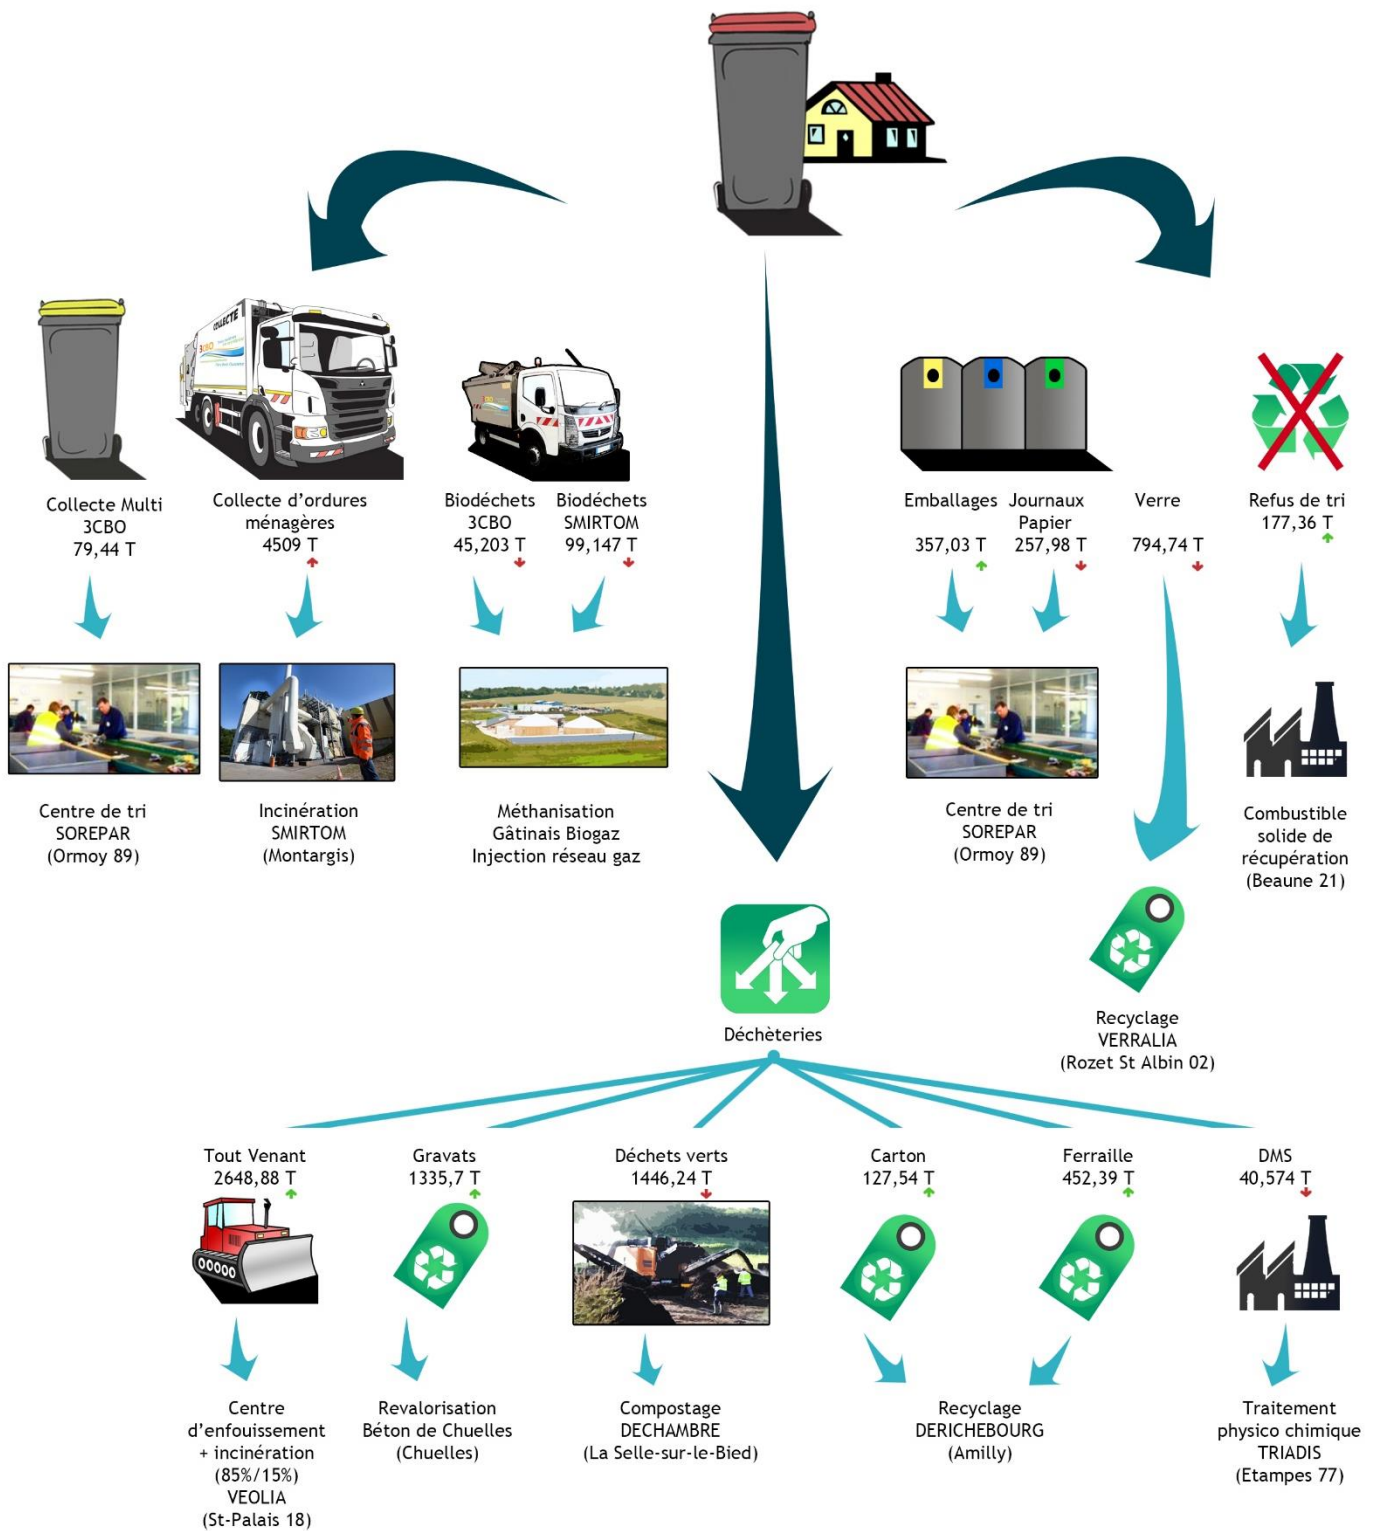 COLLECTE
3CBO
Collecte Multi
3CBO
79,44 T
Collecte d'ordures
ménagères
4509 T
Biodéchets
3CBO
45,203 T
Biodéchets
SMIRTOM
99,147 T
Emballages
357,03 T
Journaux
Papier
257,98 T
Verre
794,74 T
Refus de tri
177,36 T
Centre de tri
SOREPAR
(Ormoy 89)
Incinération
SMIRTOM
(Montargis)
Méthanisation
Gâtinais Biogaz
Injection réseau gaz
Centre de tri
SOREPAR
(Ormoy 89)
Combustible
solide de
récupération
(Beaune 21)
Recyclage
VERRALIA
(Rozet St Albin 02)
Déchèteries
Tout Venant
2648,88 T
Gravats
1335,7 T
Déchets verts
1446,24 T
Carton
127,54 T
Ferraille
452,39 T
DMS
40,574 T
Centre
d'enfouissement
+ incinération
(85%/15%)
VEOLIA
(St-Palais 18)
Revalorisation
Béton de Chuelles
(Chuelles)
Compostage
DECHAMBRE
(La Selle-sur-le-Bied)
Recyclage
DERICHEBOURG
(Amilly)
Traitement
physico chimique
TRIADIS
(Etampes 77)